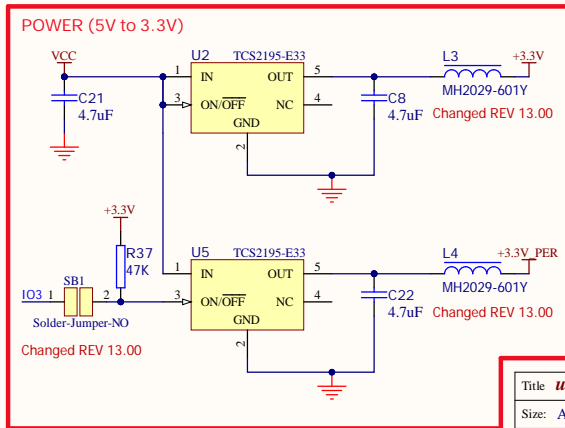 POWER (5V to 3.3V)
VCC
U2 TCS2195-E33
1 IN OUT 5
3 ON/OFF NC 4
GND
2
C21
4.7uF
C8
4.7uF
L3
+3.3V
MH2029-601Y
Changed REV 13.00
+3.3V
R37
47K
U5 TCS2195-E33
1 IN OUT 5
3 ON/OFF NC 4
GND
2
IO3 1 SB1 2
Solder-Jumper-NO
Changed REV 13.00
C22
4.7uF
L4
+3.3V_PER
MH2029-601Y
Changed REV 13.00
Title
Size: A